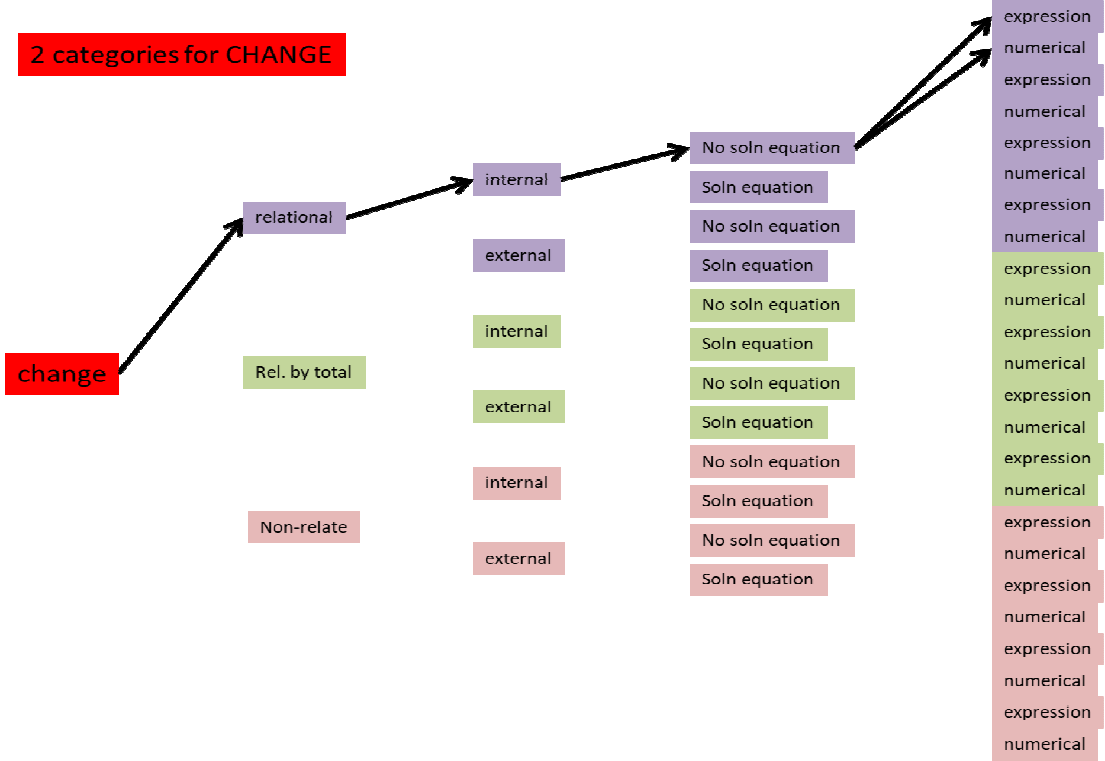 2 categories for CHANGE
change
relational
Rel. by total
Non-relate
internal
external
internal
external
internal
external
No soln equation
Soln equation
No soln equation
Soln equation
No soln equation
Soln equation
No soln equation
Soln equation
No soln equation
Soln equation
No soln equation
Soln equation
expression
numerical
expression
numerical
expression
numerical
expression
numerical
expression
numerical
expression
numerical
expression
numerical
expression
numerical
expression
numerical
expression
numerical
expression
numerical
expression
numerical